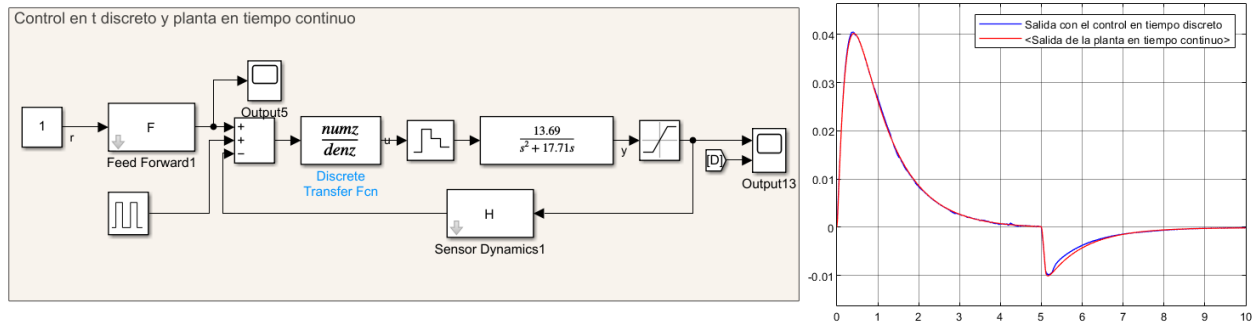 Control en t discreto y planta en tiempo continuo
1
r
F
Feed Forward1
Output5
+
+
−
numz
denz
Discrete
Transfer Fcn
u
13.69
s² + 17.71s
y
[D]
Output13
H
Sensor Dynamics1
Salida con el control en tiempo discreto
<Salida de la planta en tiempo continuo>
0.04
0.03
0.02
0.01
0
-0.01
0 1 2 3 4 5 6 7 8 9 10